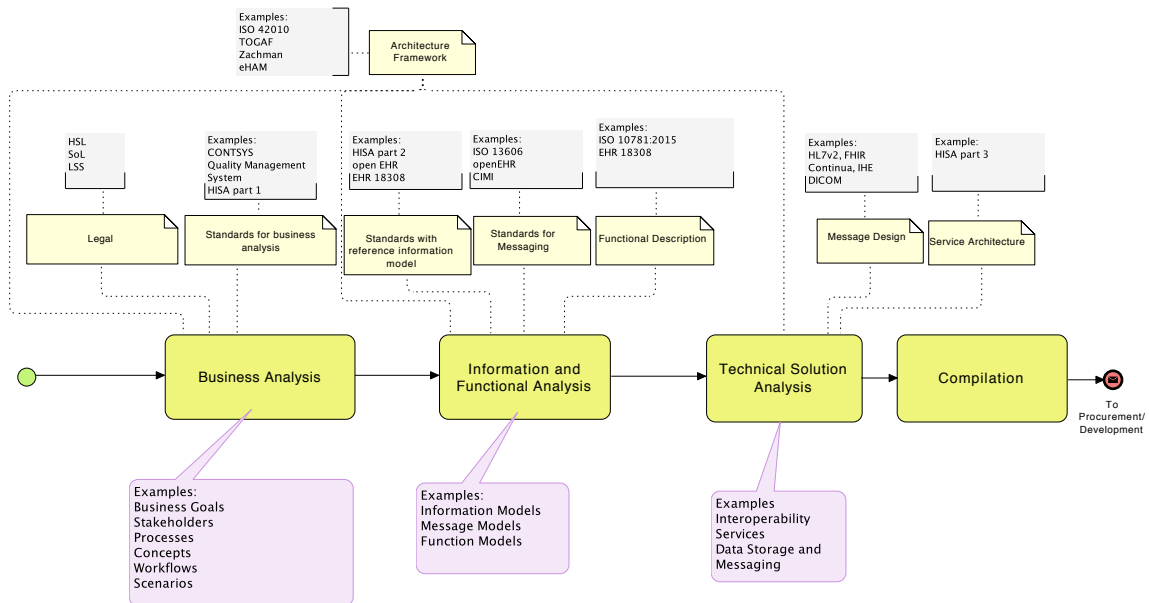 Examples:
ISO 42010
TOGAF
Zachman
eHAM
Architecture
Framework
HSL
SoL
LSS
Examples:
CONTSYS
Quality Management
System
HISA part 1
Examples:
HISA part 2
open EHR
EHR 18308
Examples:
ISO 13606
openEHR
CIMI
Examples:
ISO 10781:2015
EHR 18308
Examples:
HL7v2, FHIR
Continua, IHE
DICOM
Example:
HISA part 3
Legal
Standards for business
analysis
Standards with
reference information
model
Standards for
Messaging
Functional Description
Message Design
Service Architecture
Business Analysis
Information and
Functional Analysis
Technical Solution
Analysis
Compilation
To
Procurement/
Development
Examples:
Business Goals
Stakeholders
Processes
Concepts
Workflows
Scenarios
Examples:
Information Models
Message Models
Function Models
Examples
Interoperability
Services
Data Storage and
Messaging